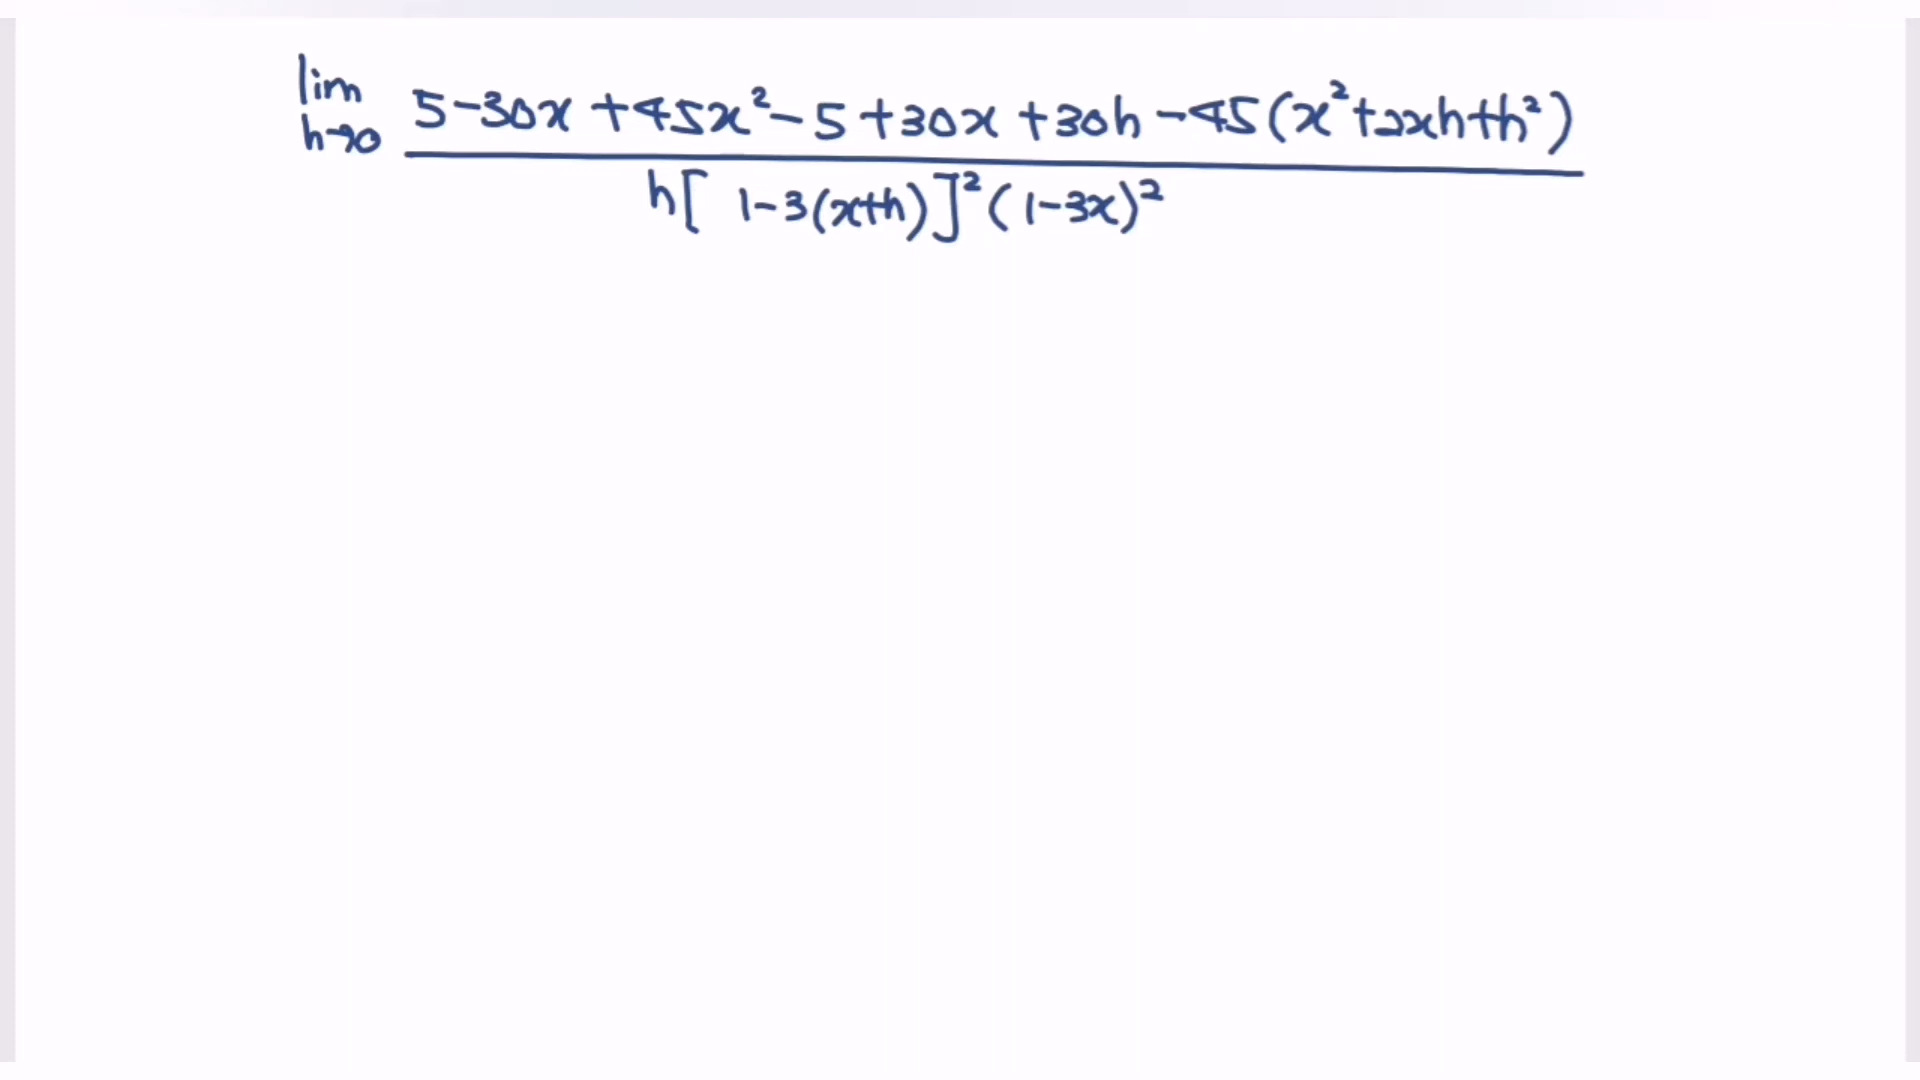 lim h→0 5-30x+45x²-5+30x+30h-45(x²+2xh+h²)
h[1-3(x+h)]²(1-3x)²